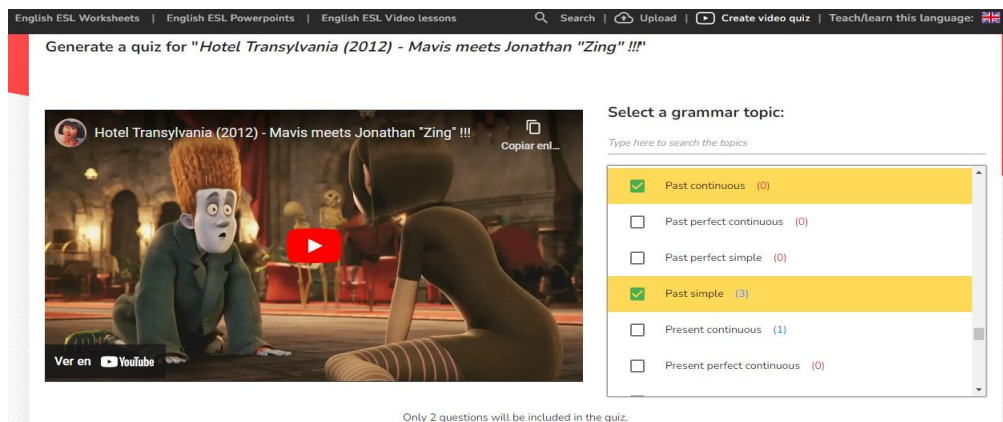 English ESL Worksheets | English ESL Powerpoints | English ESL Video lessons Search | Upload | Create video quiz | Teach/learn this language:
Generate a quiz for "Hotel Transylvania (2012) - Mavis meets Jonathan "Zing" !!!"
Hotel Transylvania (2012) - Mavis meets Jonathan "Zing" !!!
Copiar enl...
Ver en YouTube
Select a grammar topic:
Type here to search the topics
Past continuous (0)
Past perfect continuous (0)
Past perfect simple (0)
Past simple (3)
Present continuous (1)
Present perfect continuous (0)
Only 2 questions will be included in the quiz.